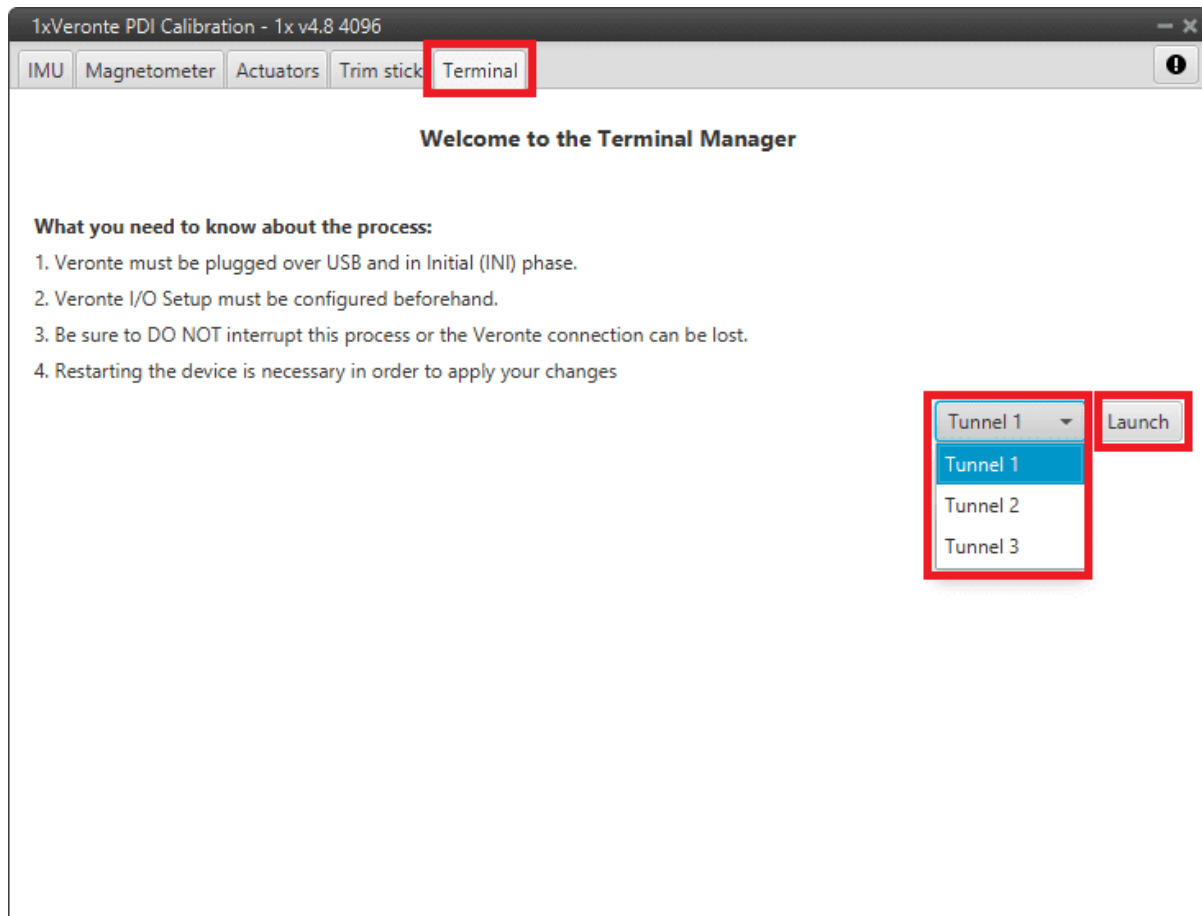 1xVeronte PDI Calibration - 1x v4.8 4096
IMU Magnetometer Actuators Trim stick Terminal
Welcome to the Terminal Manager
What you need to know about the process:
1. Veronte must be plugged over USB and in Initial (INI) phase.
2. Veronte I/O Setup must be configured beforehand.
3. Be sure to DO NOT interrupt this process or the Veronte connection can be lost.
4. Restarting the device is necessary in order to apply your changes
Tunnel 1 Launch
Tunnel 1
Tunnel 2
Tunnel 3